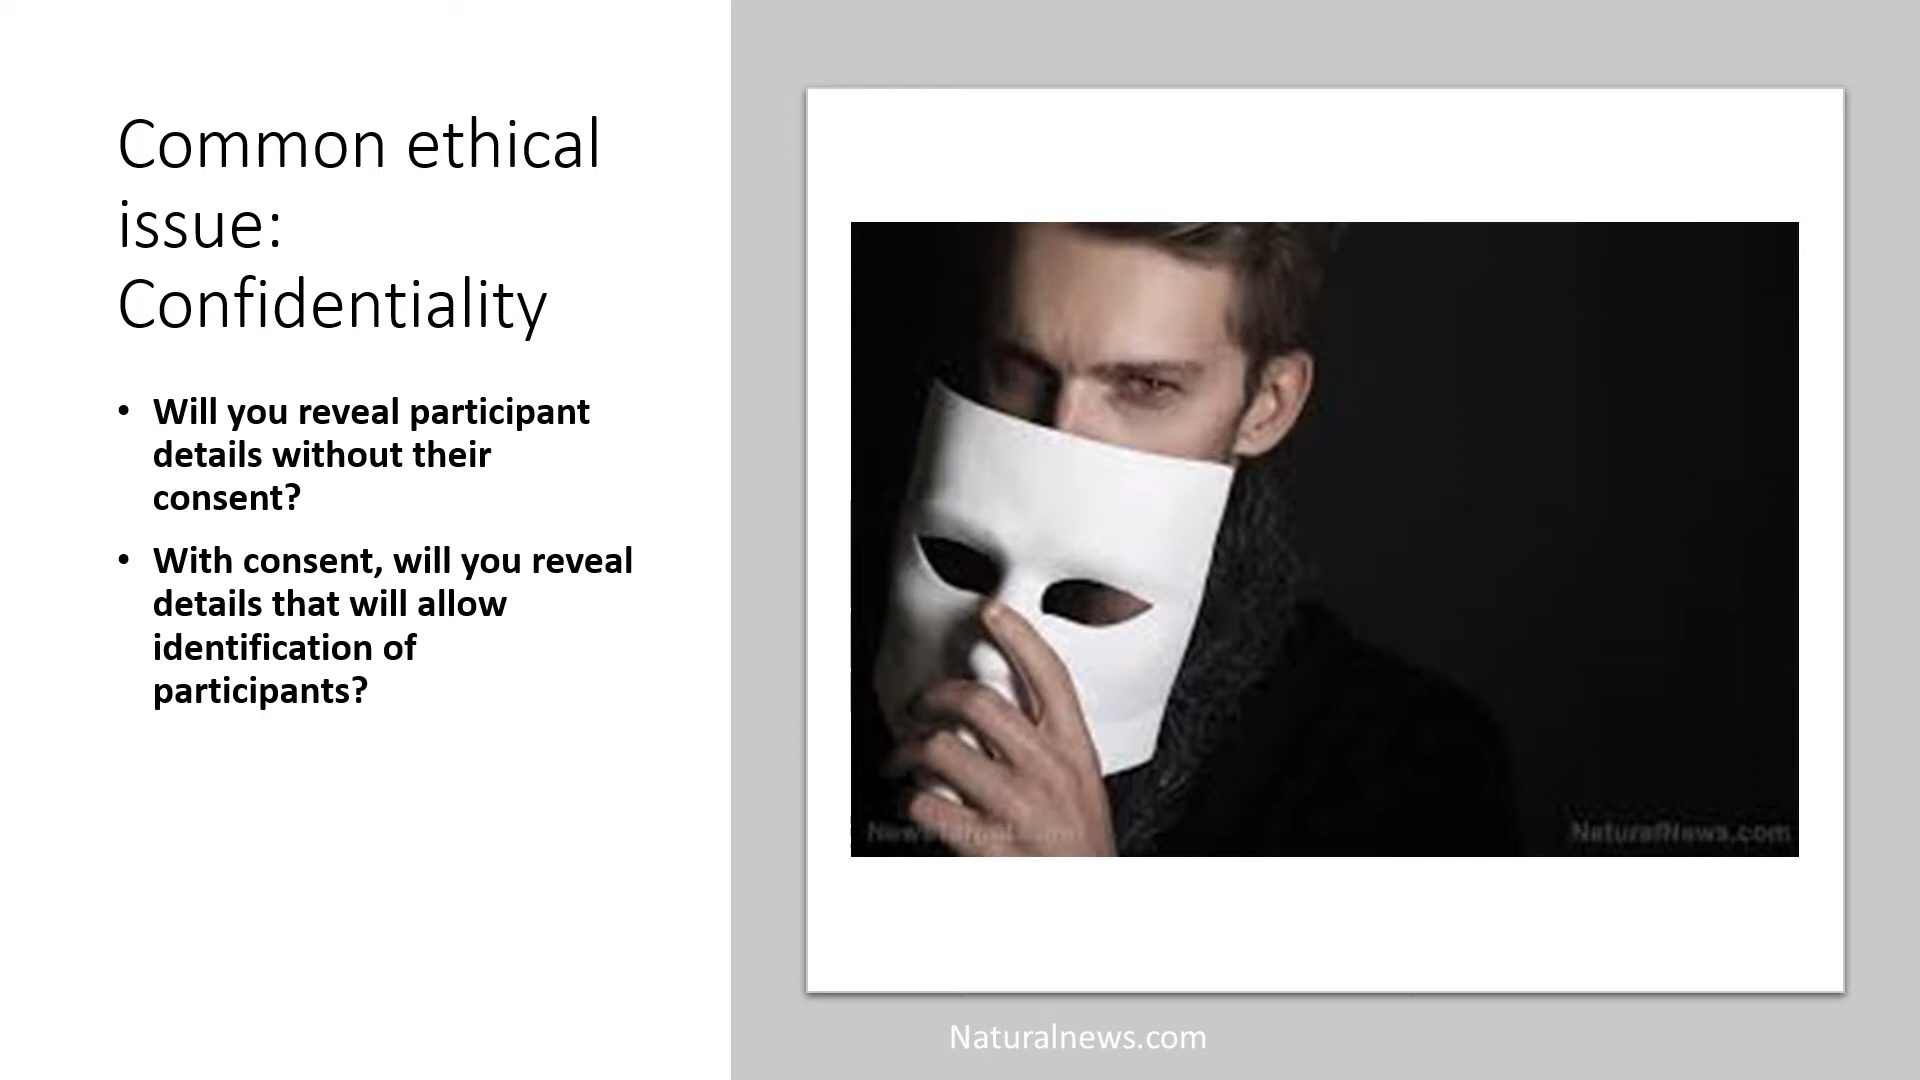 Common ethical
issue:
Confidentiality
• Will you reveal participant
details without their
consent?
• With consent, will you reveal
details that will allow
identification of
participants?
NaturalNews.com
Naturalnews.com